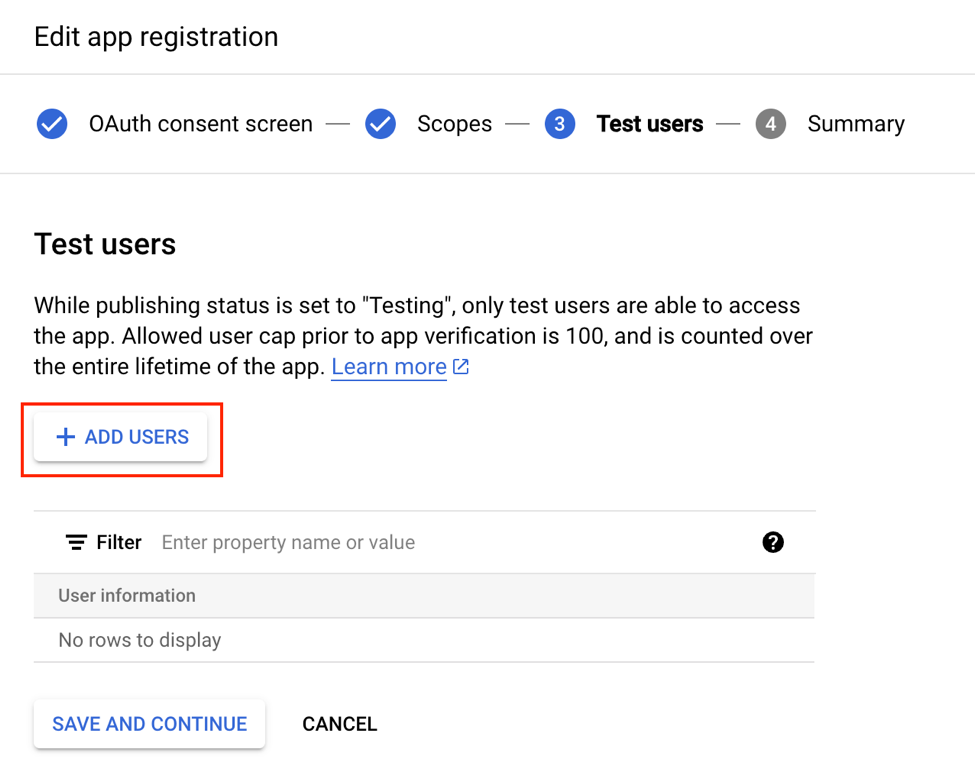 Edit app registration
OAuth consent screen — Scopes — 3 Test users — 4 Summary
Test users
While publishing status is set to "Testing", only test users are able to access
the app. Allowed user cap prior to app verification is 100, and is counted over
the entire lifetime of the app. Learn more
+ ADD USERS
Filter Enter property name or value ?
User information
No rows to display
SAVE AND CONTINUE CANCEL